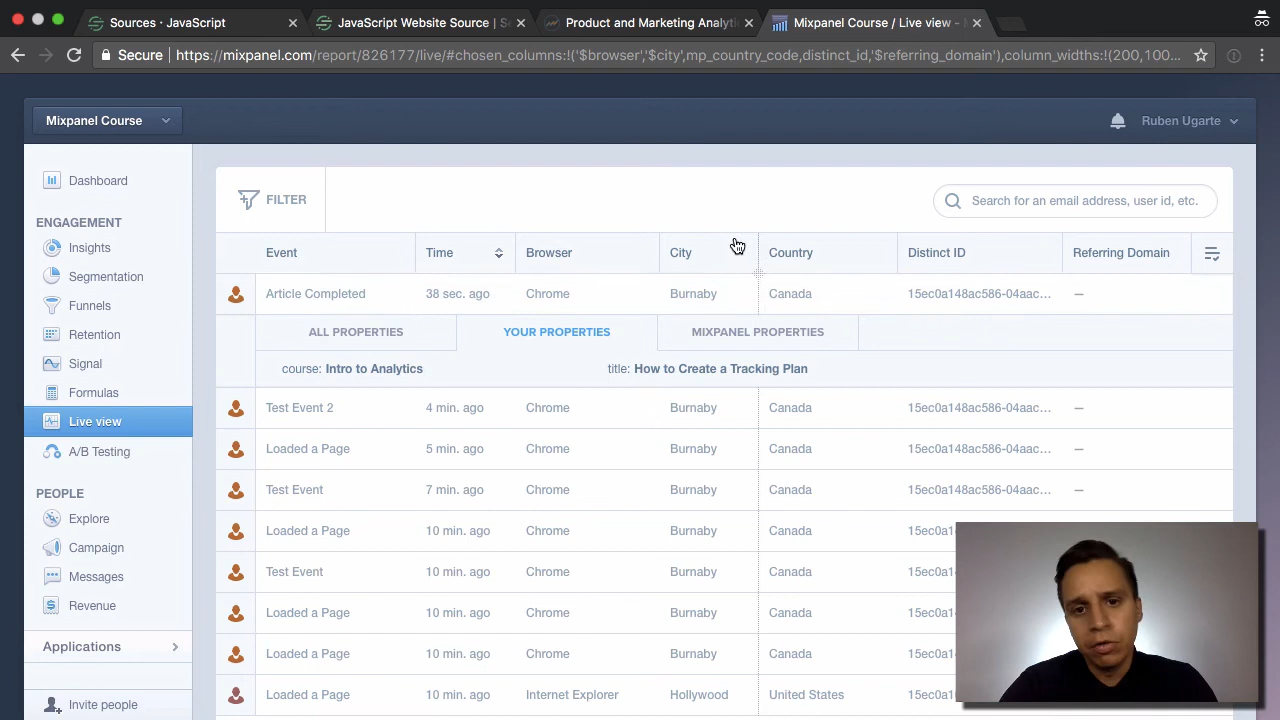 Sources · JavaScript
JavaScript Website Source | S
Product and Marketing Analyti
Mixpanel Course / Live view -
Secure https://mixpanel.com/report/826177/live/#chosen_columns:!('$browser','$city',mp_country_code,distinct_id,'$referring_domain'),column_widths:!(200,100...
Mixpanel Course
Ruben Ugarte
Dashboard
ENGAGEMENT
Insights
Segmentation
Funnels
Retention
Signal
Formulas
Live view
A/B Testing
PEOPLE
Explore
Campaign
Messages
Revenue
Applications
Invite people
FILTER
Search for an email address, user id, etc.
Event Time Browser City Country Distinct ID Referring Domain
Article Completed 38 sec. ago Chrome Burnaby Canada 15ec0a148ac586-04aac... —
ALL PROPERTIES YOUR PROPERTIES MIXPANEL PROPERTIES
course: Intro to Analytics title: How to Create a Tracking Plan
Test Event 2 4 min. ago Chrome Burnaby Canada 15ec0a148ac586-04aac... —
Loaded a Page 5 min. ago Chrome Burnaby Canada 15ec0a148ac586-04aac... —
Test Event 7 min. ago Chrome Burnaby Canada 15ec0a148ac586-04aac... —
Loaded a Page 10 min. ago Chrome Burnaby Canada
Test Event 10 min. ago Chrome Burnaby Canada
Loaded a Page 10 min. ago Chrome Burnaby Canada
Loaded a Page 10 min. ago Chrome Burnaby Canada
Loaded a Page 10 min. ago Internet Explorer Hollywood United States